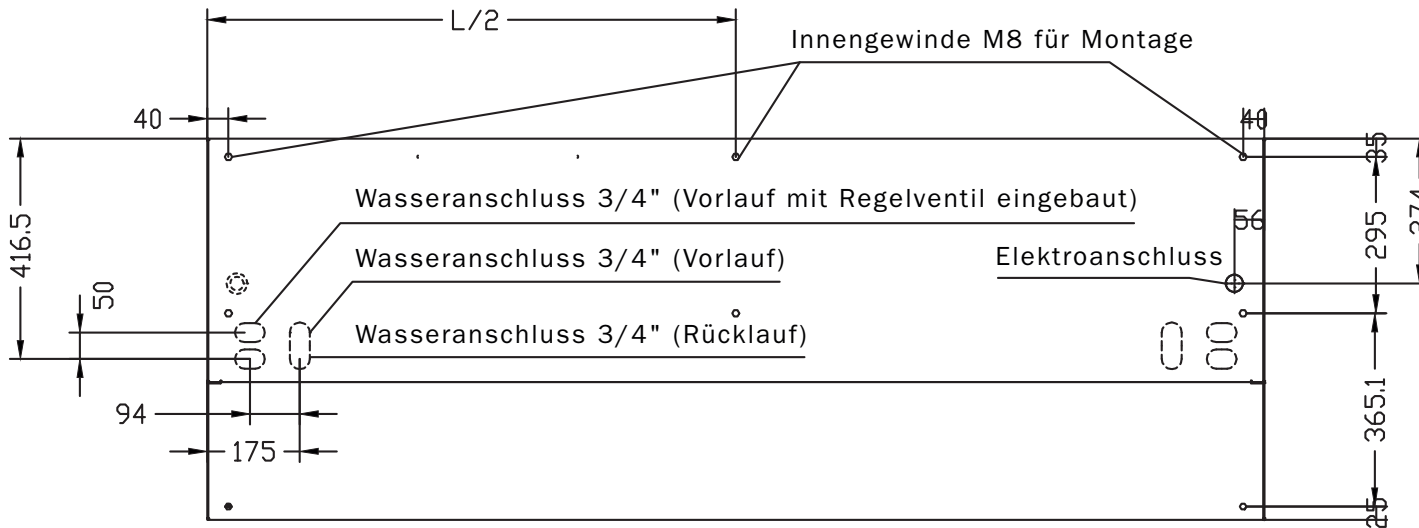 L/2
Innengewinde M8 für Montage
40
40
35
Wasseranschluss 3/4" (Vorlauf mit Regelventil eingebaut)
416.5
50
56
295
374
Wasseranschluss 3/4" (Vorlauf)
Elektroanschluss
Wasseranschluss 3/4" (Rücklauf)
94
365.1
175
25